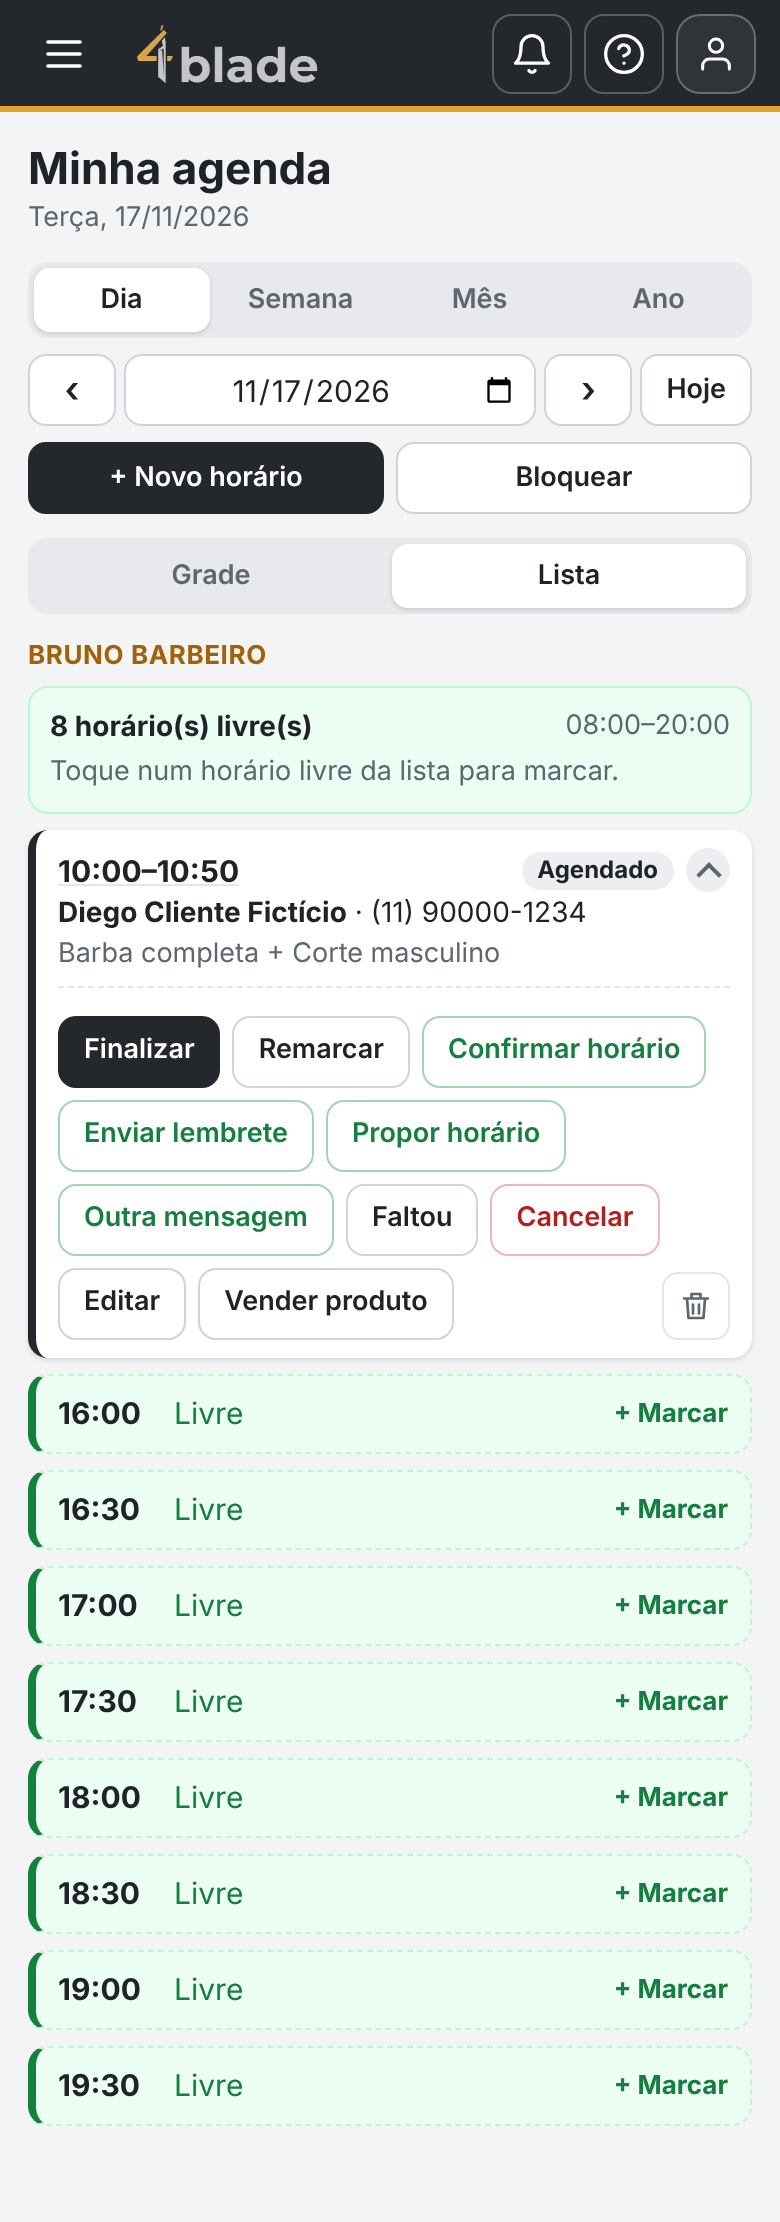 4blade
Minha agenda
Terça, 17/11/2026
Dia Semana Mês Ano
‹ 11/17/2026 › Hoje
+ Novo horário Bloquear
Grade Lista
BRUNO BARBEIRO
8 horário(s) livre(s) 08:00–20:00
Toque num horário livre da lista para marcar.
10:00–10:50 Agendado
Diego Cliente Fictício · (11) 90000-1234
Barba completa + Corte masculino
Finalizar Remarcar Confirmar horário
Enviar lembrete Propor horário
Outra mensagem Faltou Cancelar
Editar Vender produto
16:00 Livre + Marcar
16:30 Livre + Marcar
17:00 Livre + Marcar
17:30 Livre + Marcar
18:00 Livre + Marcar
18:30 Livre + Marcar
19:00 Livre + Marcar
19:30 Livre + Marcar